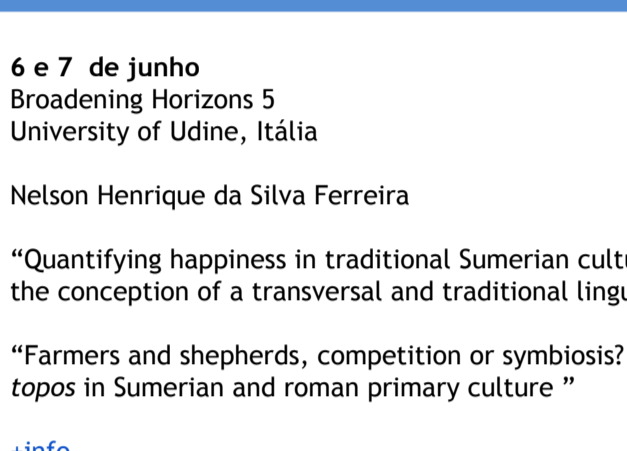 6 e 7 de junho
Broadening Horizons 5
University of Udine, Itália
Nelson Henrique da Silva Ferreira
“Quantifying happiness in traditional Sumerian
the conception of a transversal and traditional
“Farmers and shepherds, competition or symbiosis?
topos in Sumerian and roman primary culture ”
+info